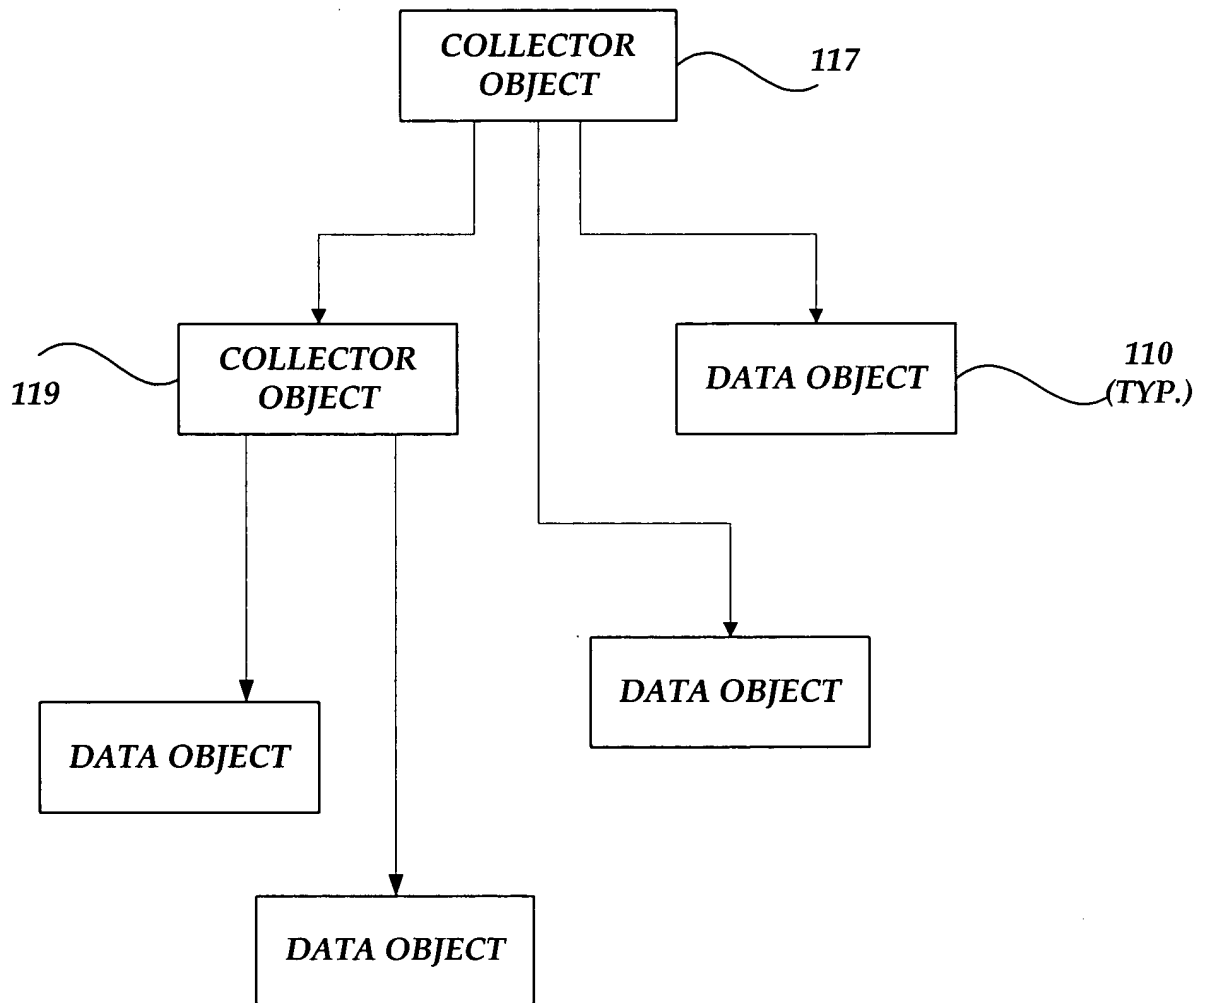 COLLECTOR
OBJECT
117
COLLECTOR
OBJECT
119
DATA OBJECT
110
(TYP.)
DATA OBJECT
DATA OBJECT
DATA OBJECT